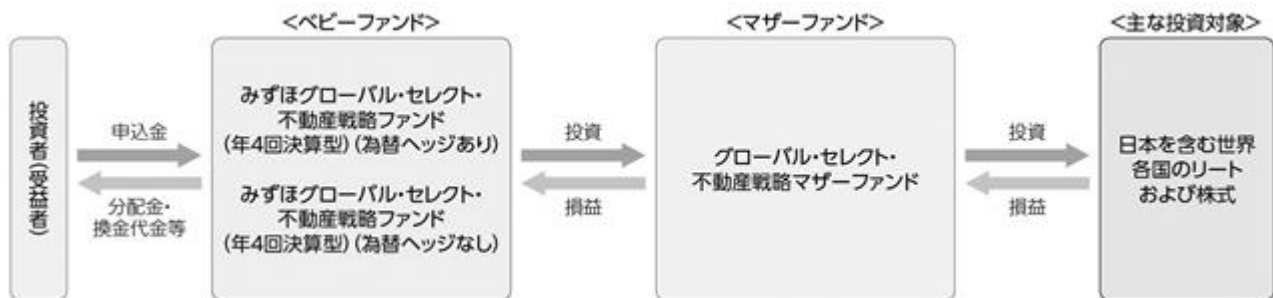 <ベビーファンド>
<マザーファンド>
<主な投資対象>
投資者(受益者)
申込金
分配金・
換金代金等
みずほグローバル・セレクト・
不動産戦略ファンド
(年4回決算型)(為替ヘッジあり)
みずほグローバル・セレクト・
不動産戦略ファンド
(年4回決算型)(為替ヘッジなし)
投資
損益
グローバル・セレクト・
不動産戦略マザーファンド
投資
損益
日本を含む世界
各国のリート
および株式